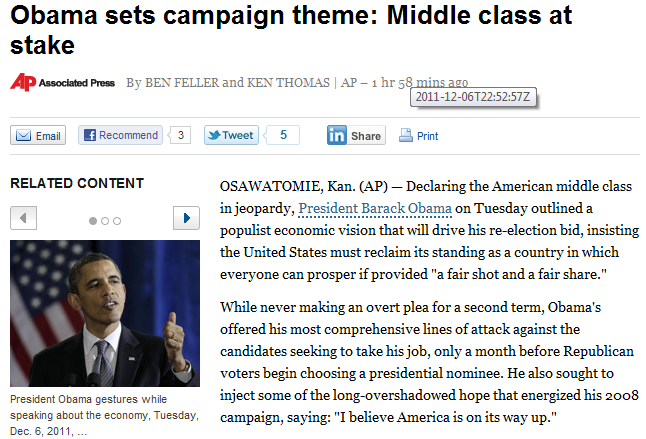 Obama sets campaign theme: Middle class at
stake
AP Associated Press By BEN FELLER and KEN THOMAS | AP – 1 hr 58 mins ago
2011-12-06T22:52:57Z
Email Recommend 3 Tweet 5 Share Print
RELATED CONTENT
President Obama gestures while
speaking about the economy, Tuesday,
Dec. 6, 2011, ...
OSAWATOMIE, Kan. (AP) — Declaring the American middle class
in jeopardy, President Barack Obama on Tuesday outlined a
populist economic vision that will drive his re-election bid, insisting
the United States must reclaim its standing as a country in which
everyone can prosper if provided "a fair shot and a fair share."
While never making an overt plea for a second term, Obama's
offered his most comprehensive lines of attack against the
candidates seeking to take his job, only a month before Republican
voters begin choosing a presidential nominee. He also sought to
inject some of the long-overshadowed hope that energized his 2008
campaign, saying: "I believe America is on its way up."